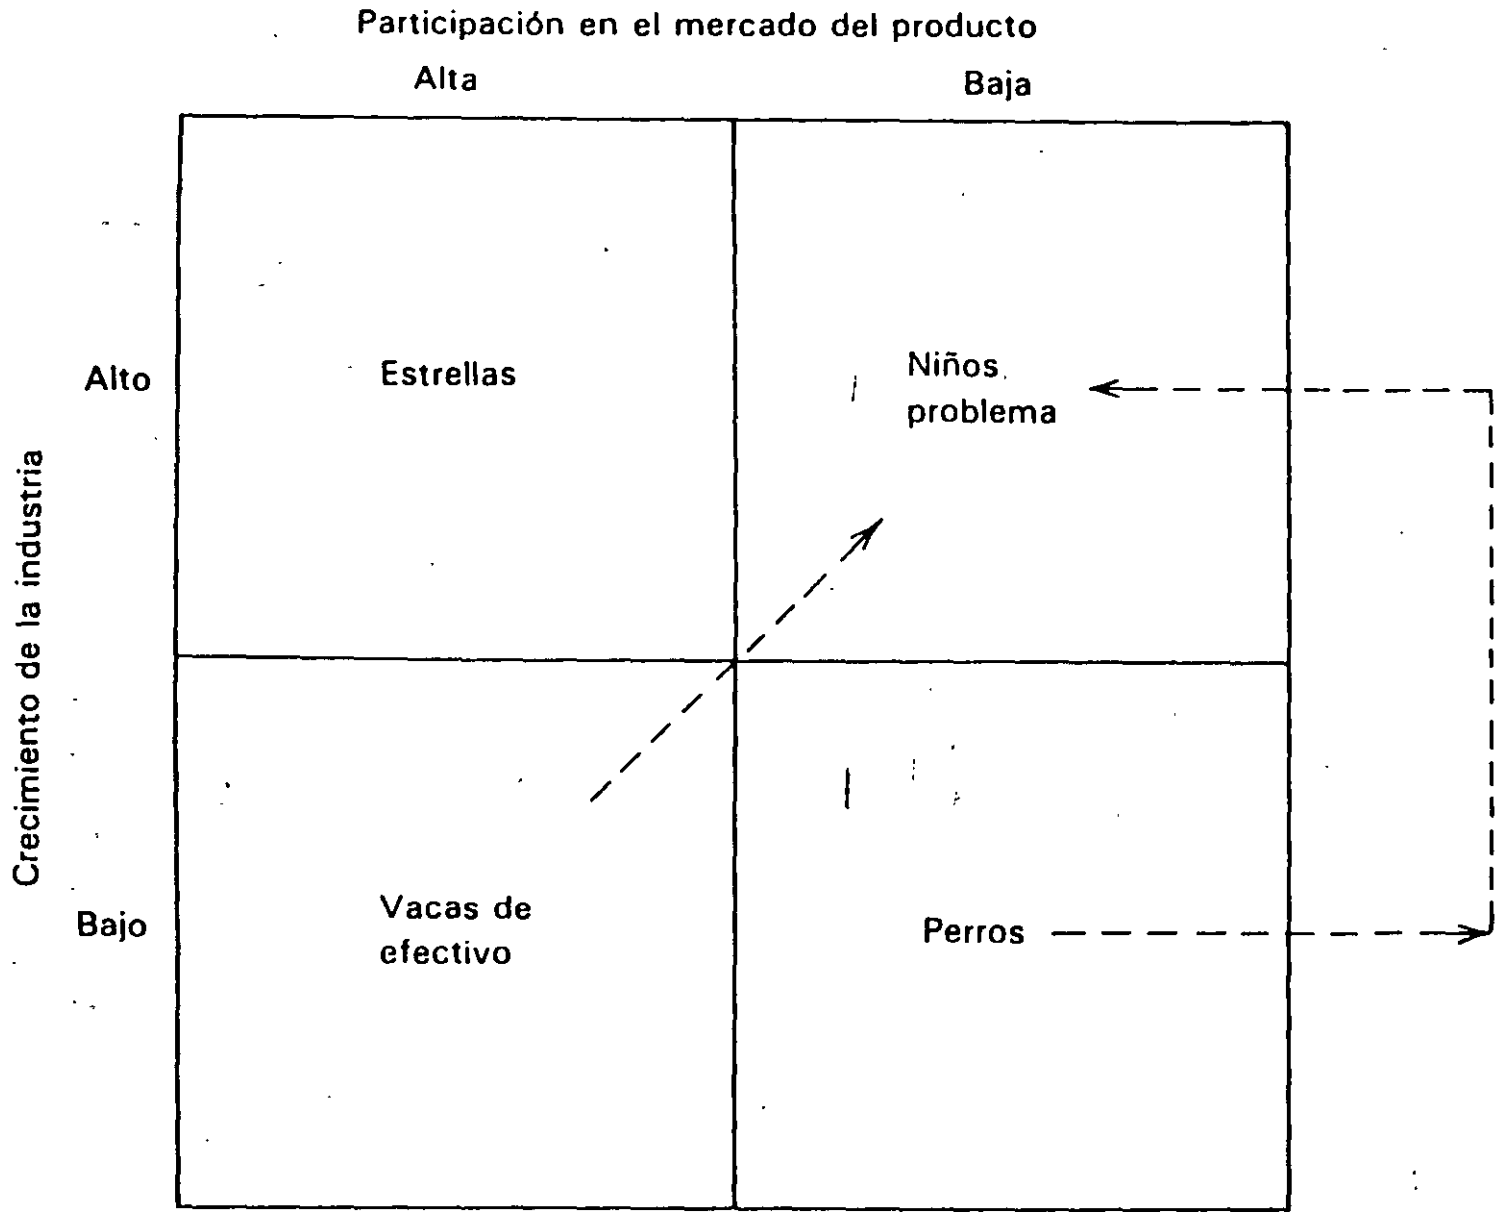 Participación en el mercado del producto
Alta
Baja
Crecimiento de la industria
Alto
Estrellas
Niños
problema
Bajo
Vacas de
efectivo
Perros